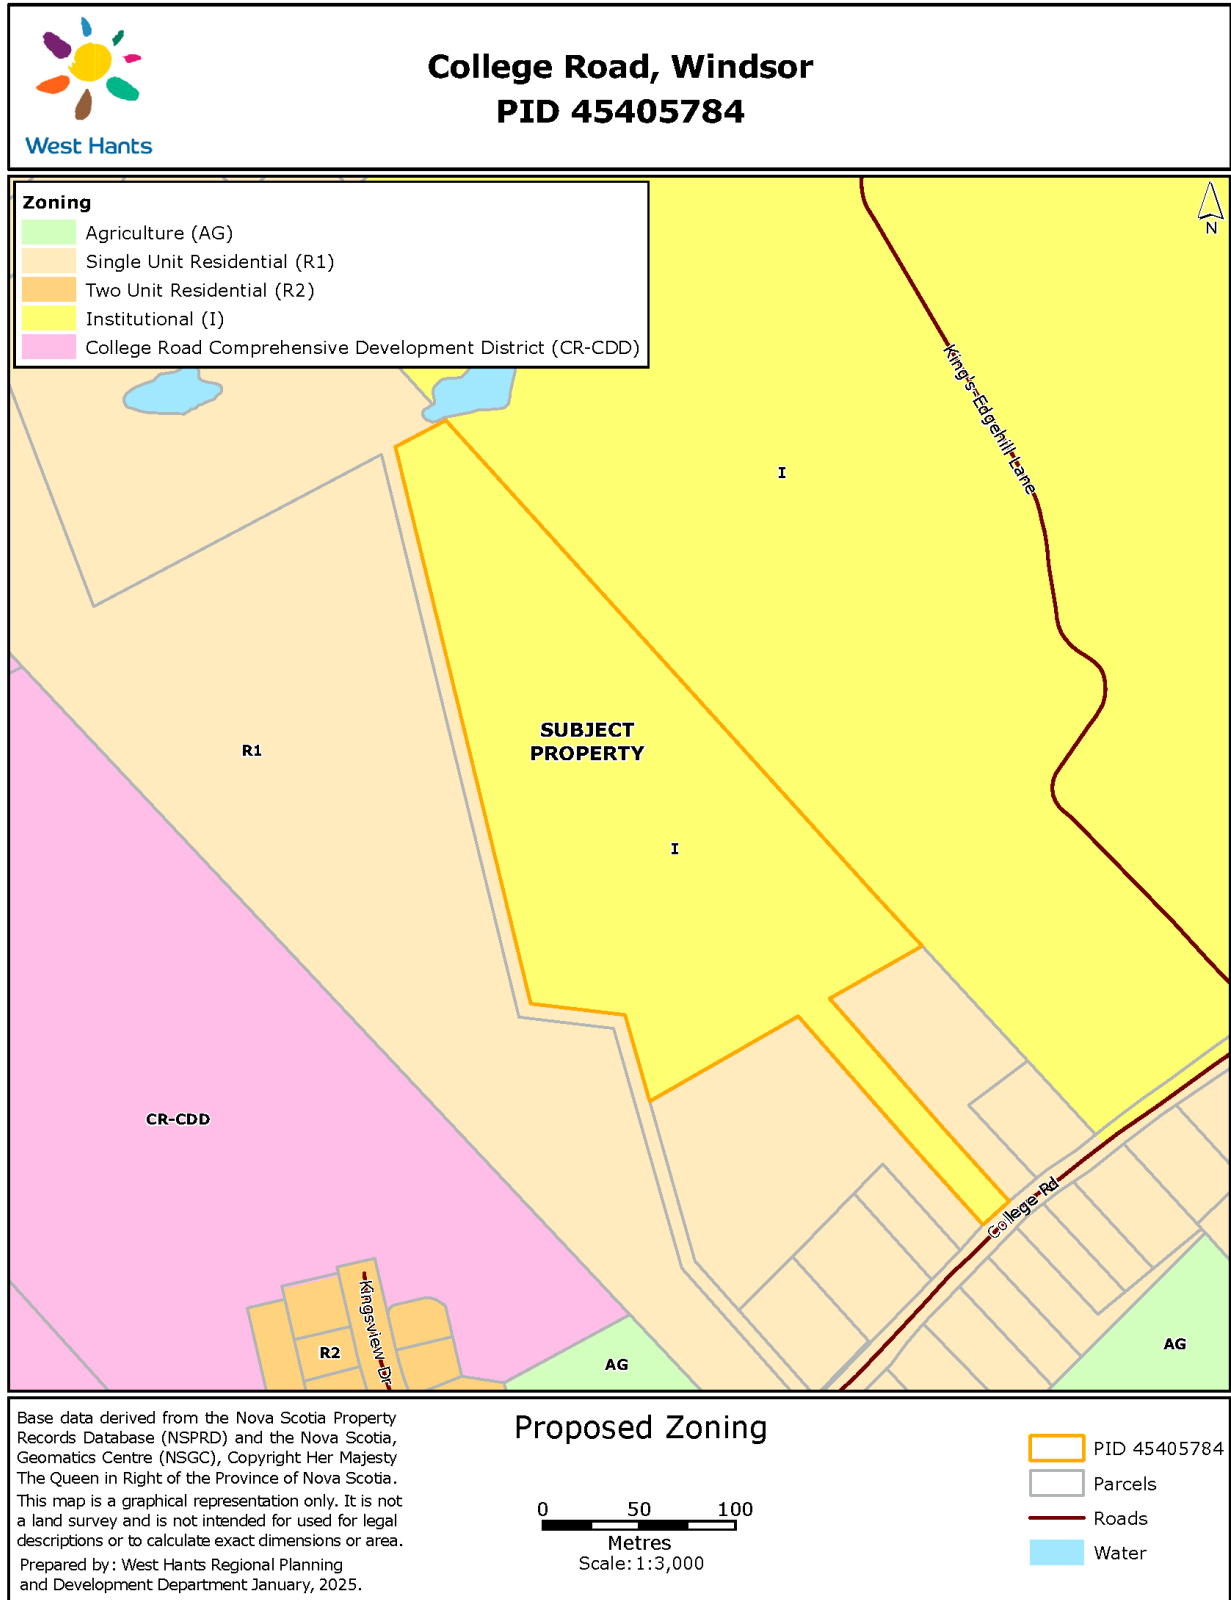 College Road, Windsor
PID 45405784
West Hants
Zoning
Agriculture (AG)
Single Unit Residential (R1)
Two Unit Residential (R2)
Institutional (I)
College Road Comprehensive Development District (CR-CDD)
N
King's-Edgehill Lane
I
R1
SUBJECT
PROPERTY
I
CR-CDD
College Rd
Kingsview Dr
R2
AG
AG
Base data derived from the Nova Scotia Property
Records Database (NSPRD) and the Nova Scotia,
Geomatics Centre (NSGC), Copyright Her Majesty
The Queen in Right of the Province of Nova Scotia.
This map is a graphical representation only. It is not
a land survey and is not intended for used for legal
descriptions or to calculate exact dimensions or area.
Prepared by: West Hants Regional Planning
and Development Department January, 2025.
Proposed Zoning
0 50 100
Metres
Scale: 1:3,000
PID 45405784
Parcels
Roads
Water